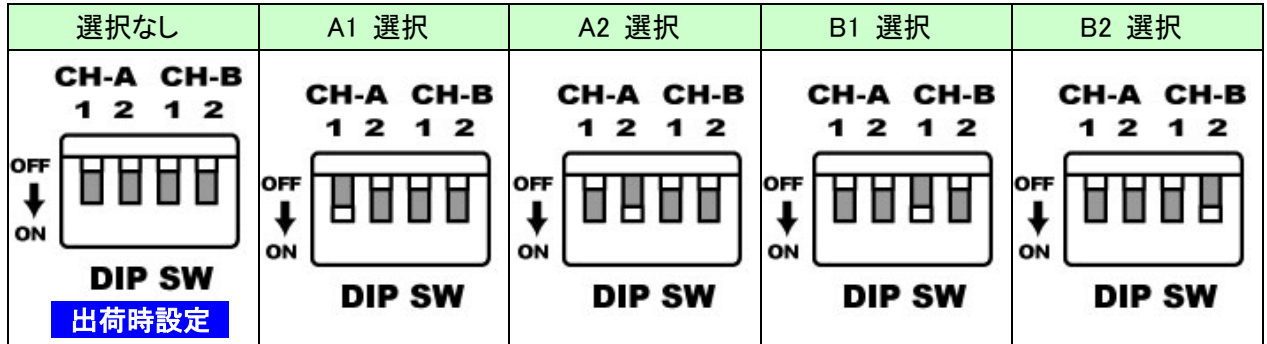 選択なし
A1 選択
A2 選択
B1 選択
B2 選択
CH-A CH-B
1 2 1 2
OFF
ON
DIP SW
出荷時設定
CH-A CH-B
1 2 1 2
OFF
ON
DIP SW
CH-A CH-B
1 2 1 2
OFF
ON
DIP SW
CH-A CH-B
1 2 1 2
OFF
ON
DIP SW
CH-A CH-B
1 2 1 2
OFF
ON
DIP SW